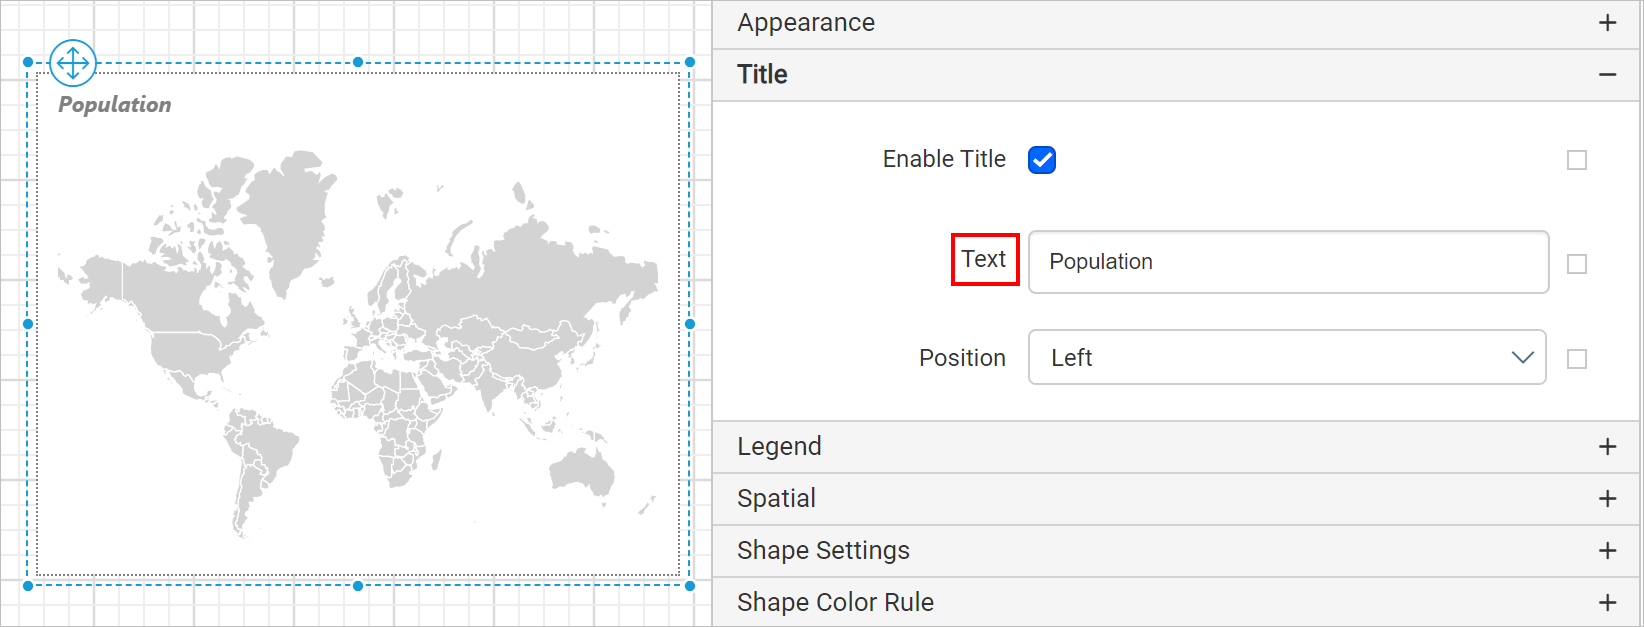 Population
Appearance
Title
Enable Title
Text
Population
Position
Left
Legend
Spatial
Shape Settings
Shape Color Rule